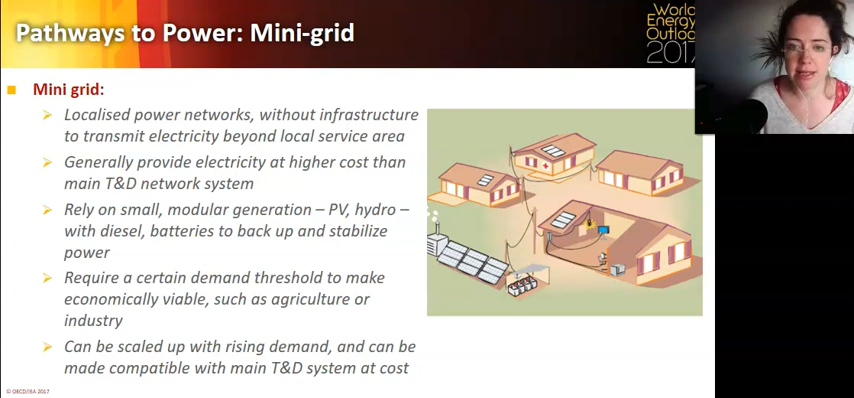 Pathways to Power: Mini-grid
World
Energy
Outlook
2017
Mini grid:
Localised power networks, without infrastructure
to transmit electricity beyond local service area
Generally provide electricity at higher cost than
main T&D network system
Rely on small, modular generation – PV, hydro –
with diesel, batteries to back up and stabilize
power
Require a certain demand threshold to make
economically viable, such as agriculture or
industry
Can be scaled up with rising demand, and can be
made compatible with main T&D system at cost
© OECD/IEA 2017